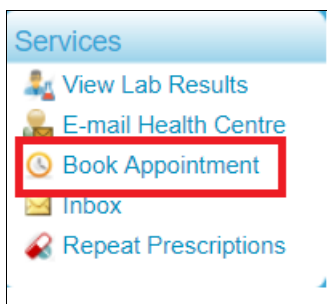 Services
View Lab Results
E-mail Health Centre
Book Appointment
Inbox
Repeat Prescriptions